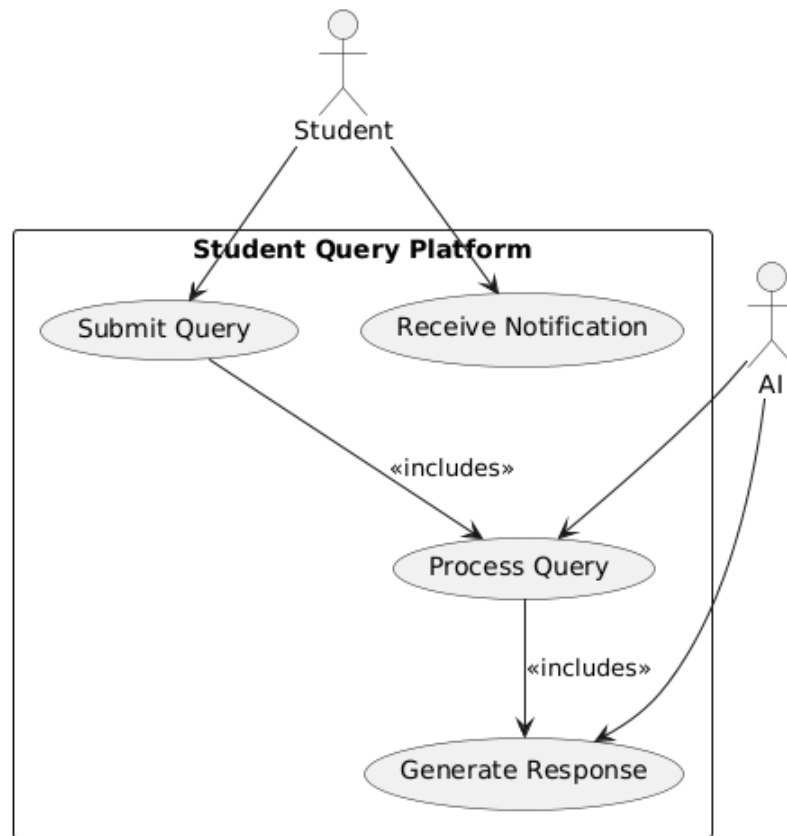 Student
Student Query Platform
Submit Query
Receive Notification
AI
«includes»
Process Query
«includes»
Generate Response